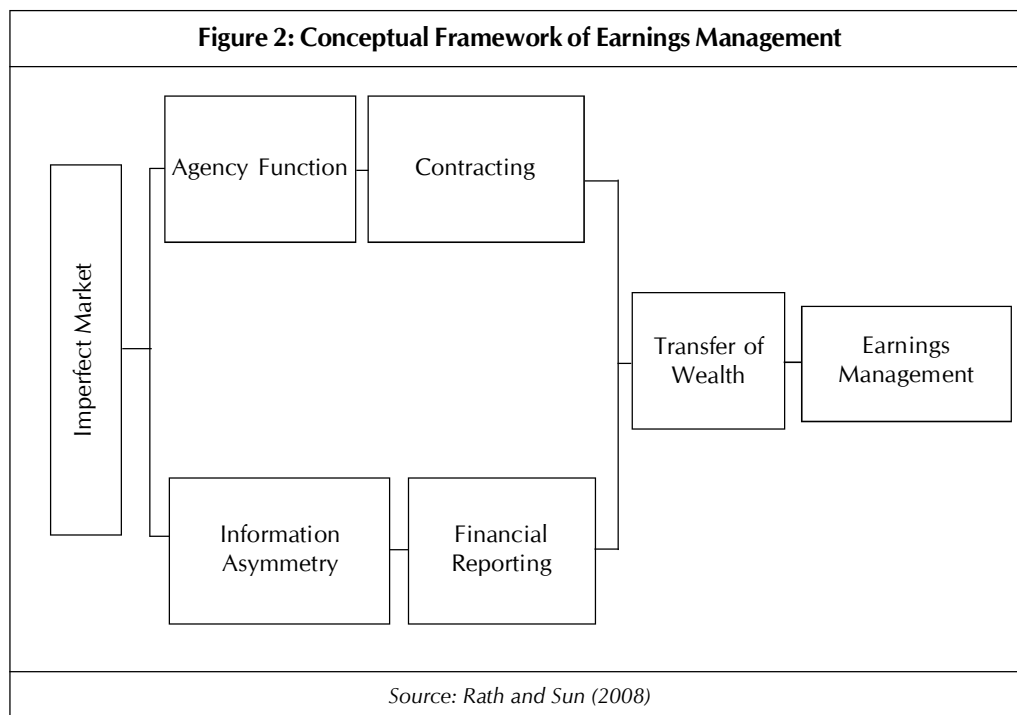 Figure 2: Conceptual Framework of Earnings Management
Agency Function
Contracting
Imperfect Market
Transfer of
Wealth
Earnings
Management
Information
Asymmetry
Financial
Reporting
Source: Rath and Sun (2008)